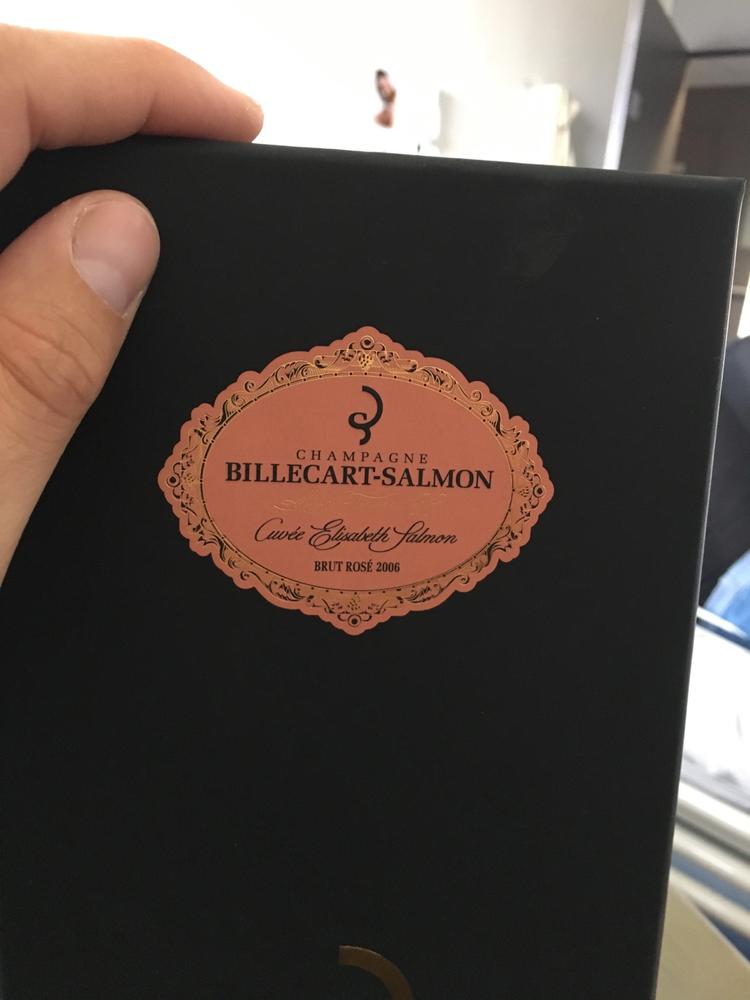 CHAMPAGNE
BILLECART-SALMON
Cuvée Elisabeth Salmon
BRUT ROSÉ 2006